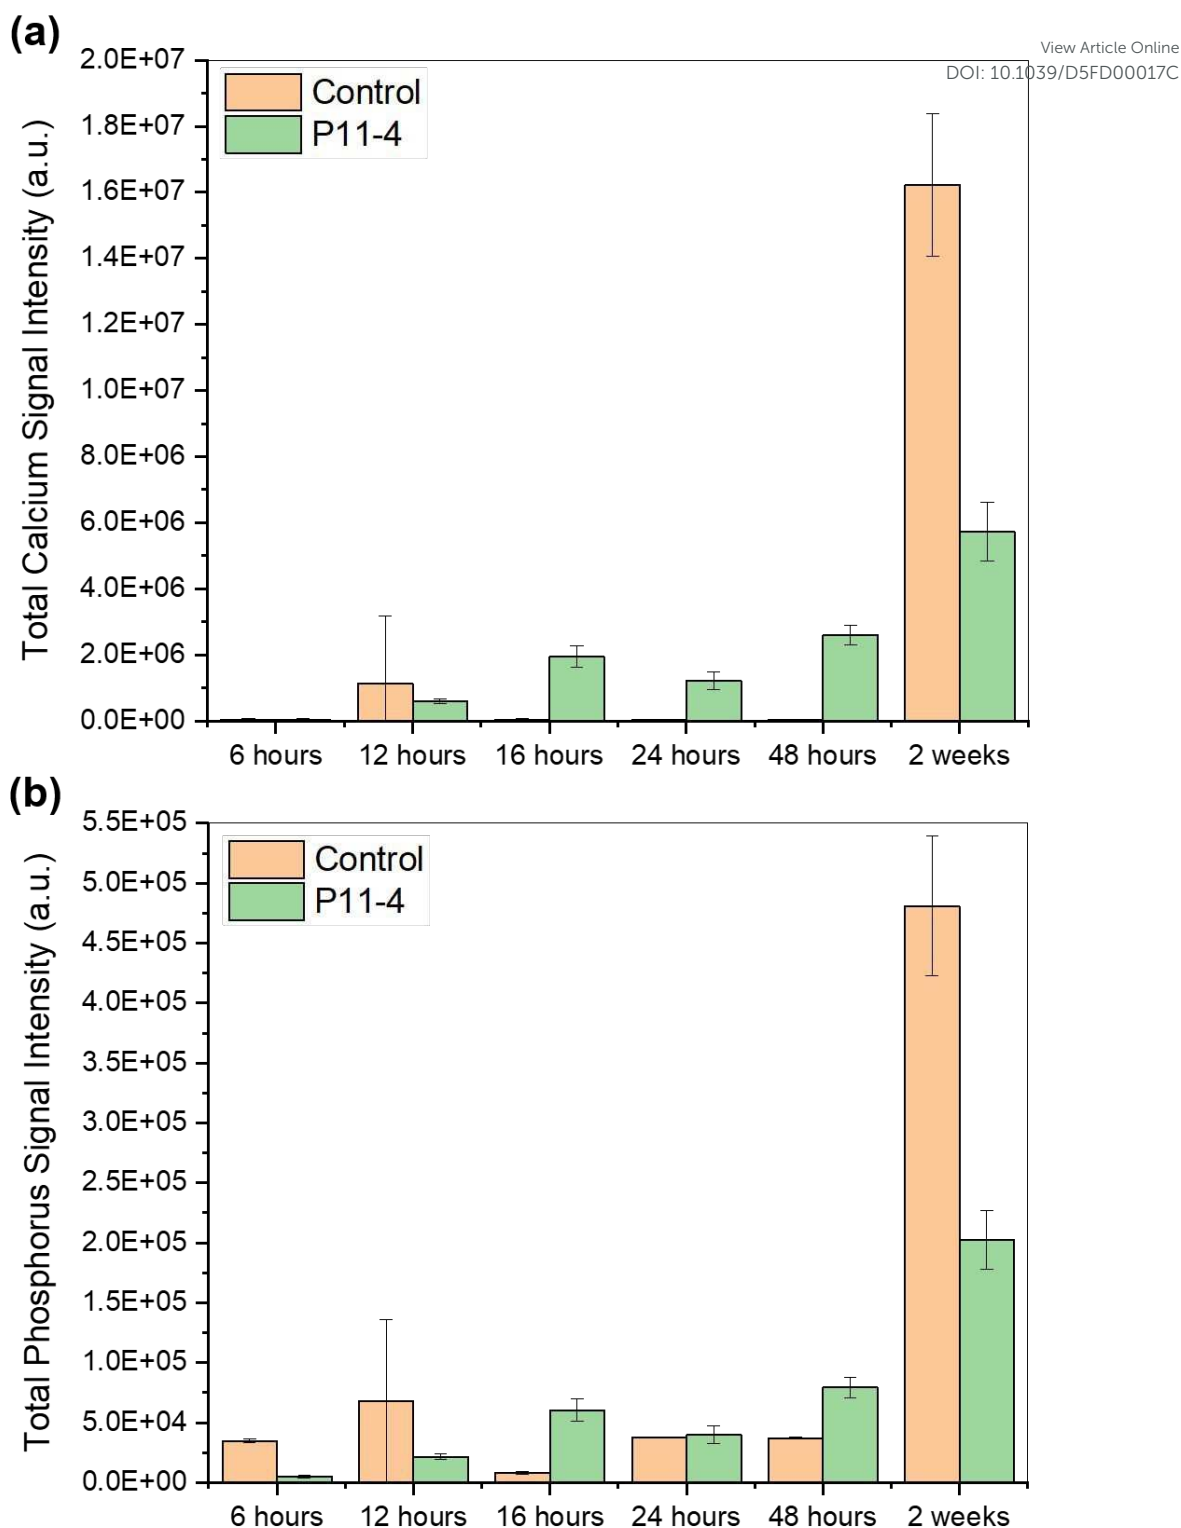 (a)
View Article Online
DOI: 10.1039/D5FD00017C
Total Calcium Signal Intensity (a.u.)
2.0E+07
1.8E+07
1.6E+07
1.4E+07
1.2E+07
1.0E+07
8.0E+06
6.0E+06
4.0E+06
2.0E+06
0.0E+00
Control
P11-4
6 hours 12 hours 16 hours 24 hours 48 hours 2 weeks
(b)
Total Phosphorus Signal Intensity (a.u.)
5.5E+05
5.0E+05
4.5E+05
4.0E+05
3.5E+05
3.0E+05
2.5E+05
2.0E+05
1.5E+05
1.0E+05
5.0E+04
0.0E+00
Control
P11-4
6 hours 12 hours 16 hours 24 hours 48 hours 2 weeks